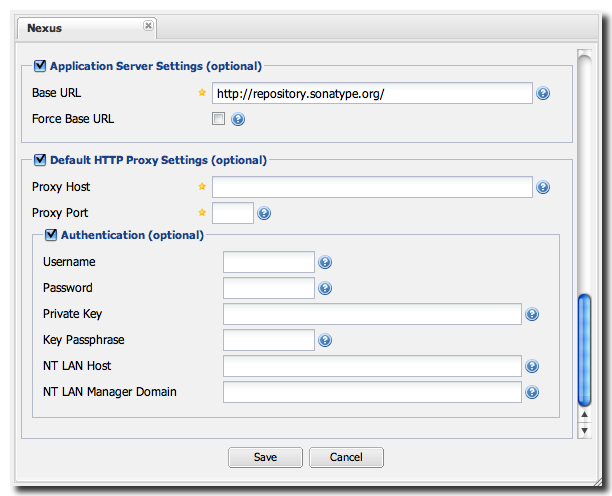 Nexus
Application Server Settings (optional)
Base URL http://repository.sonatype.org/
Force Base URL
Default HTTP Proxy Settings (optional)
Proxy Host
Proxy Port
Authentication (optional)
Username
Password
Private Key
Key Passphrase
NT LAN Host
NT LAN Manager Domain
Save Cancel